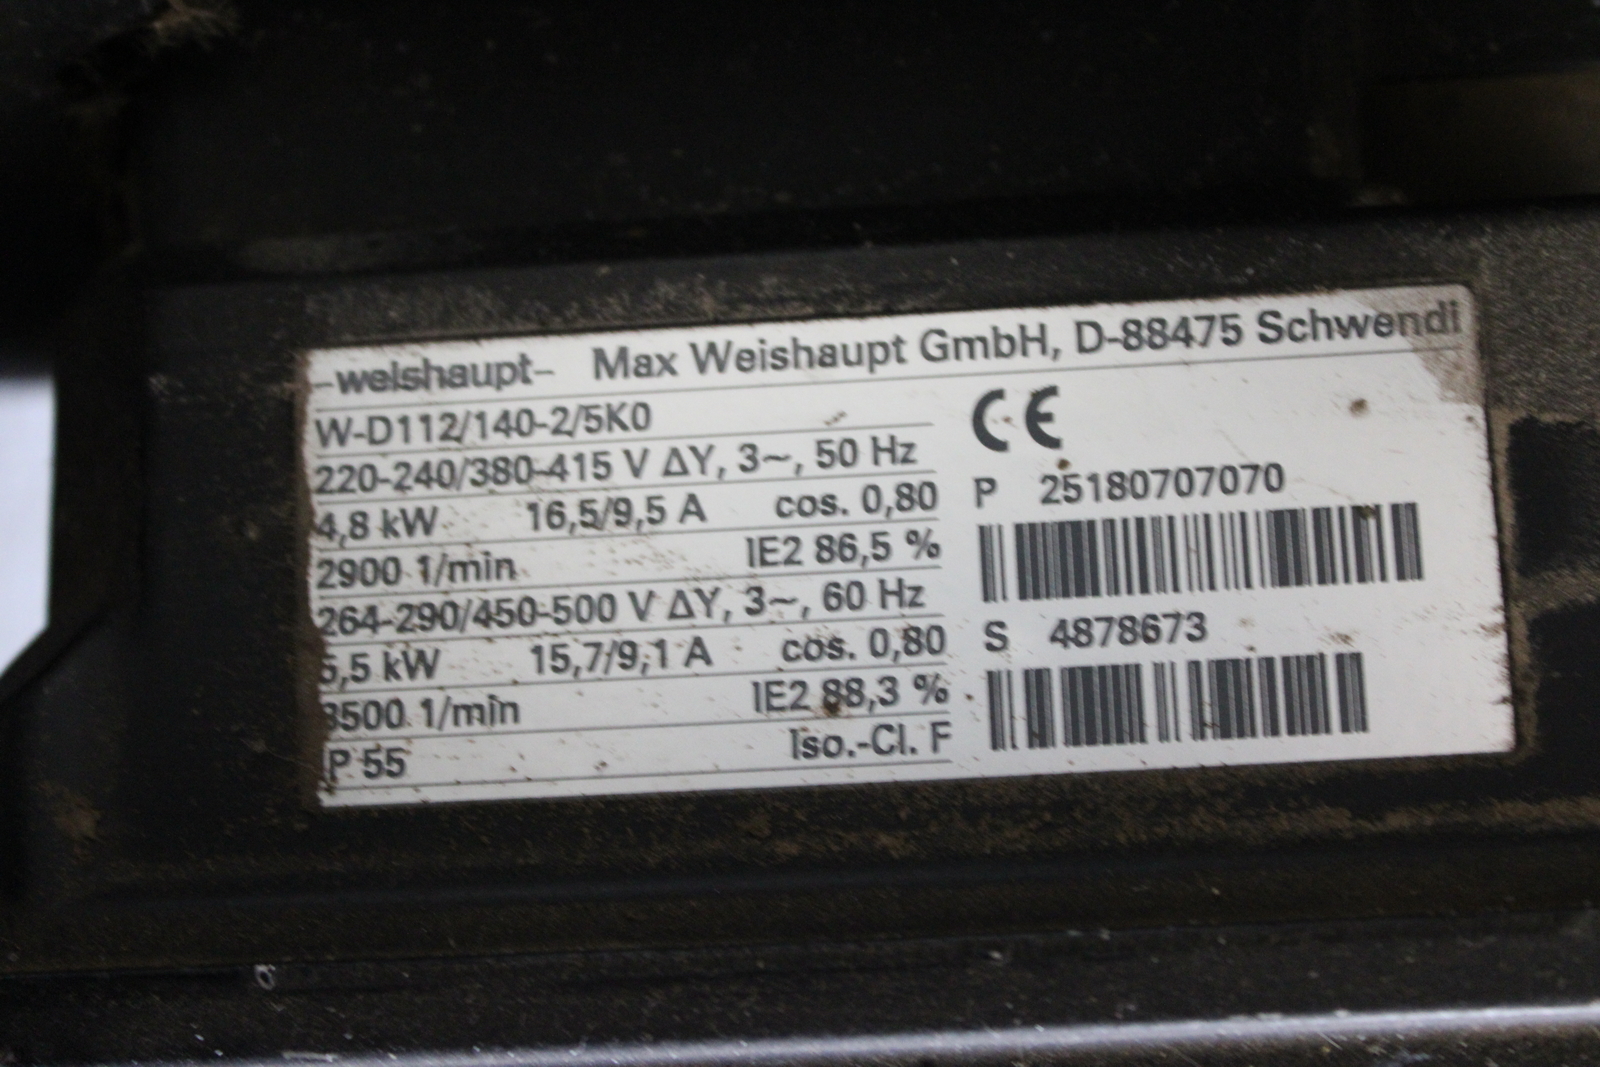 -weishaupt- Max Weishaupt GmbH, D-88475 Schwendi
W-D112/140-2/5K0
220-240/380-415 V ΔY, 3~, 50 Hz
4,8 kW 16,5/9,5 A cos. 0,80
2900 1/min IE2 86,5 %
264-290/450-500 V ΔY, 3~, 60 Hz
5,5 kW 15,7/9,1 A cos. 0,80
3500 1/min IE2 88,3 %
IP 55 Iso.-Cl. F
CE
P 25180707070
S 4878673